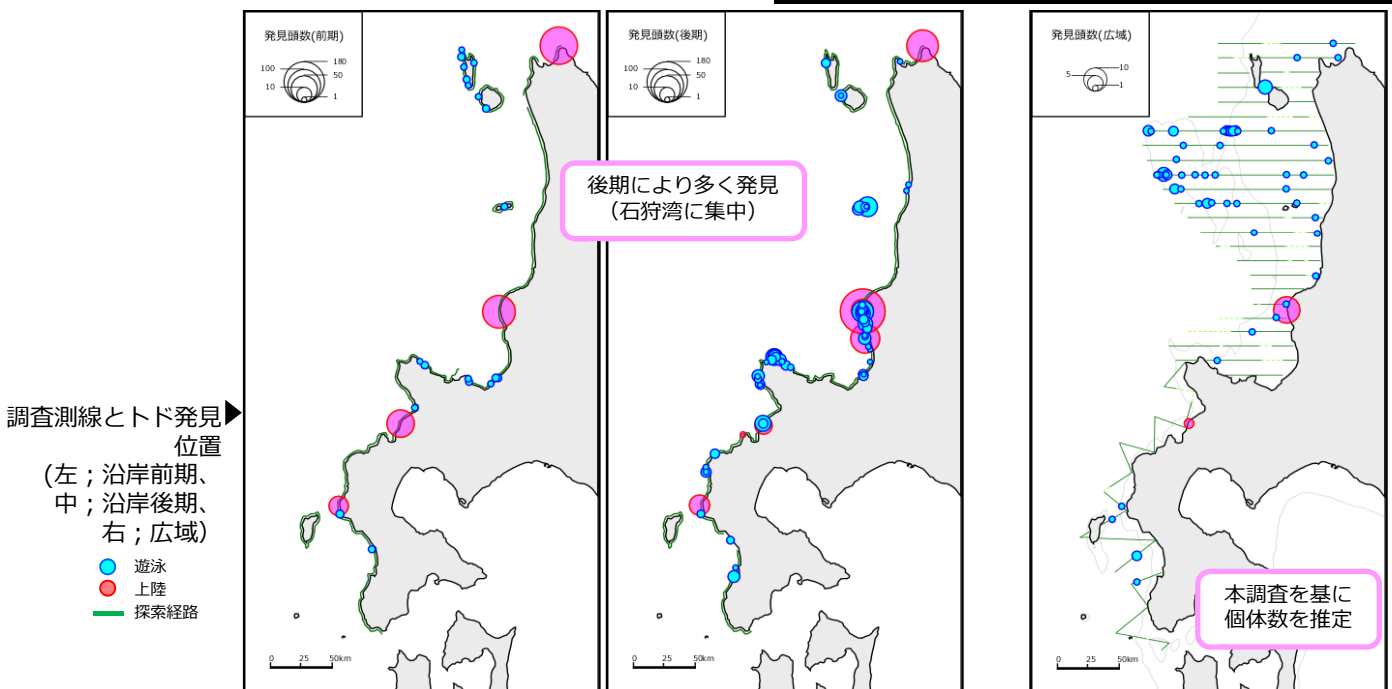 発見頭数(前期)
180
100
50
10
1
発見頭数(後期)
180
100
50
10
1
発見頭数(広域)
10
5
1
後期により多く発見
（石狩湾に集中）
調査測線とトド発見▶
位置
(左；沿岸前期、
中；沿岸後期、
右；広域)
遊泳
上陸
探索経路
本調査を基に
個体数を推定
0 25 50km
0 25 50km
0 25 50km